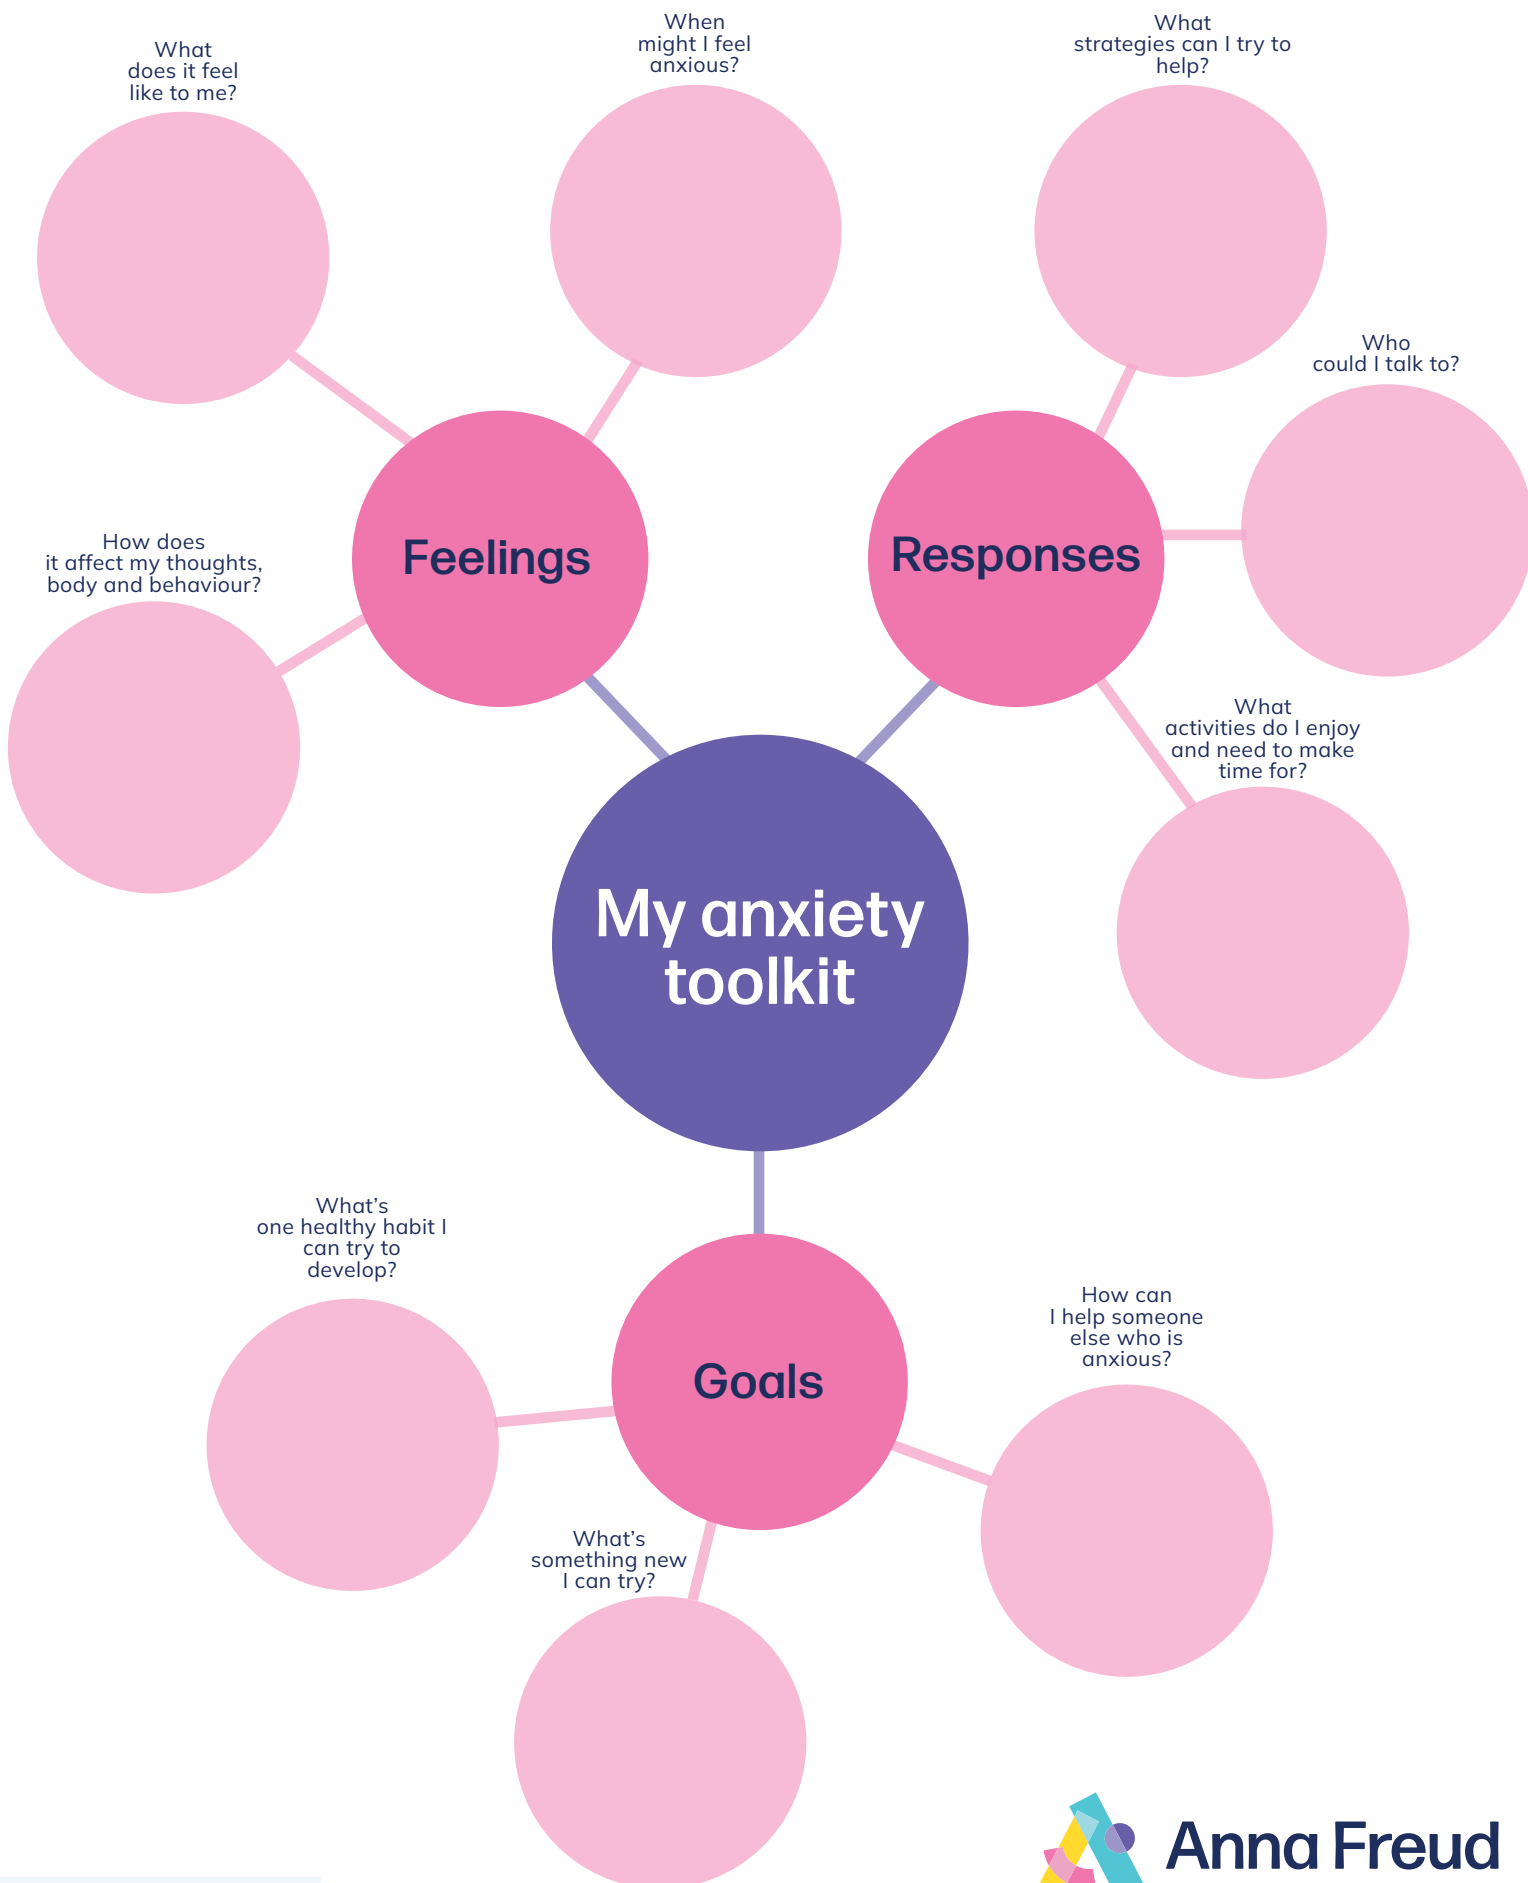 What
does it feel
like to me?
When
might I feel
anxious?
What
strategies can I try to
help?
Who
could I talk to?
How does
it affect my thoughts,
body and behaviour?
Feelings
Responses
What
activities do I enjoy
and need to make
time for?
My anxiety
toolkit
What's
one healthy habit I
can try to
develop?
How can
I help someone
else who is
anxious?
Goals
What's
something new
I can try?
Anna Freud